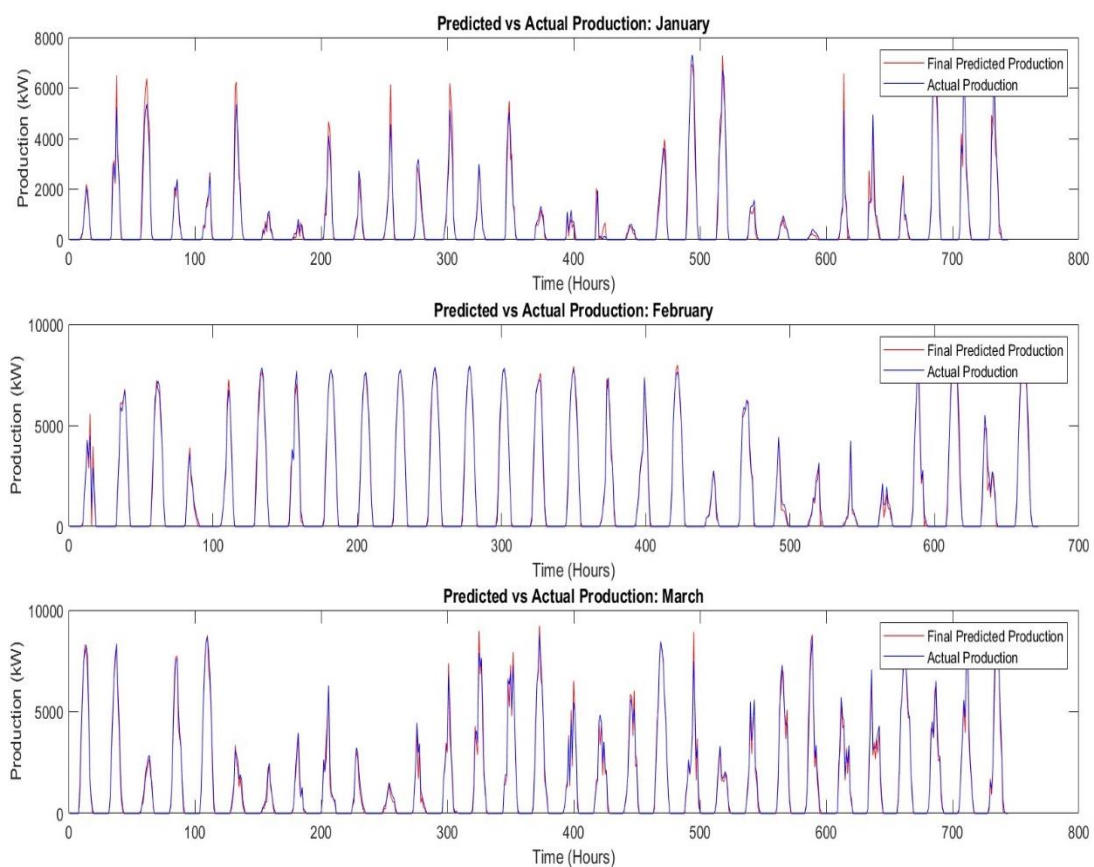 Predicted vs Actual Production: January
8000
6000
4000
2000
0
Production (kW)
Final Predicted Production
Actual Production
0 100 200 300 400 500 600 700 800
Time (Hours)
Predicted vs Actual Production: February
10000
5000
0
Production (kW)
Final Predicted Production
Actual Production
0 100 200 300 400 500 600 700
Time (Hours)
Predicted vs Actual Production: March
10000
5000
0
Production (kW)
Final Predicted Production
Actual Production
0 100 200 300 400 500 600 700 800
Time (Hours)